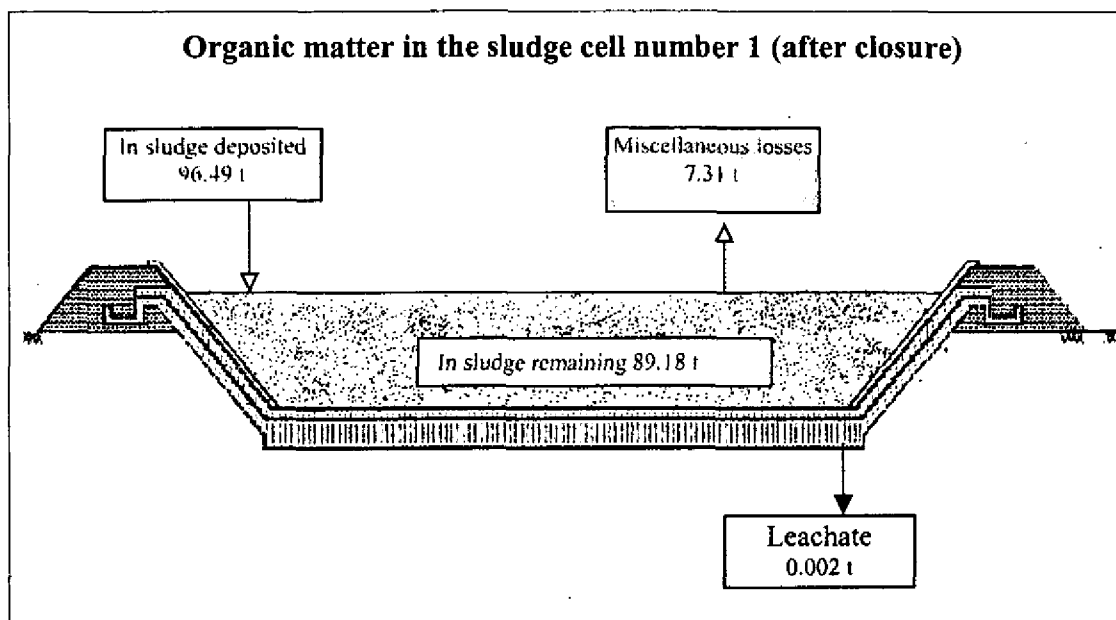 Organic matter in the sludge cell number 1 (after closure)
In sludge deposited
96.49 t
Miscellaneous losses
7.31 t
In sludge remaining 89.18 t
Leachate
0.002 t